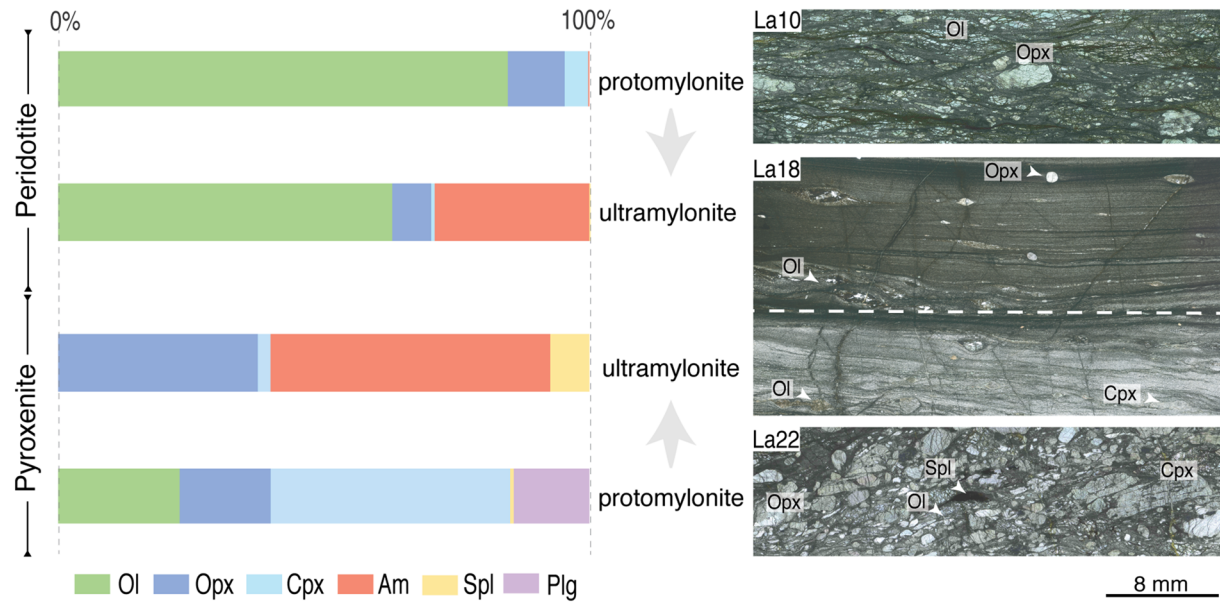 0%
100%
Peridotite
Pyroxenite
protomylonite
ultramylonite
ultramylonite
protomylonite
Ol
Opx
Cpx
Am
Spl
Plg
La10
Ol
Opx
La18
Opx
Ol
Ol
Cpx
La22
Spl
Cpx
Opx
Ol
8 mm